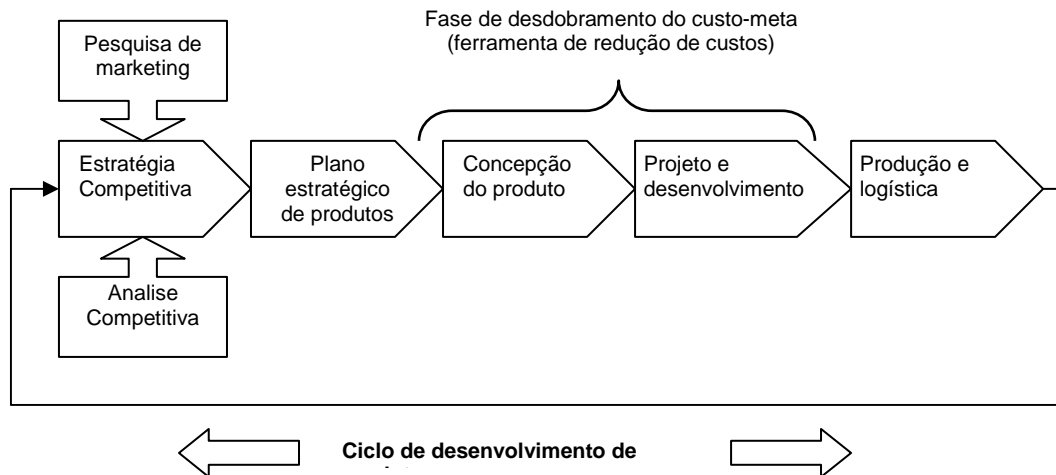 Fase de desdobramento do custo-meta
(ferramenta de redução de custos)
Pesquisa de
marketing
Estratégia
Competitiva
Plano
estratégico
de produtos
Concepção
do produto
Projeto e
desenvolvimento
Produção e
logística
Analise
Competitiva
Ciclo de desenvolvimento de